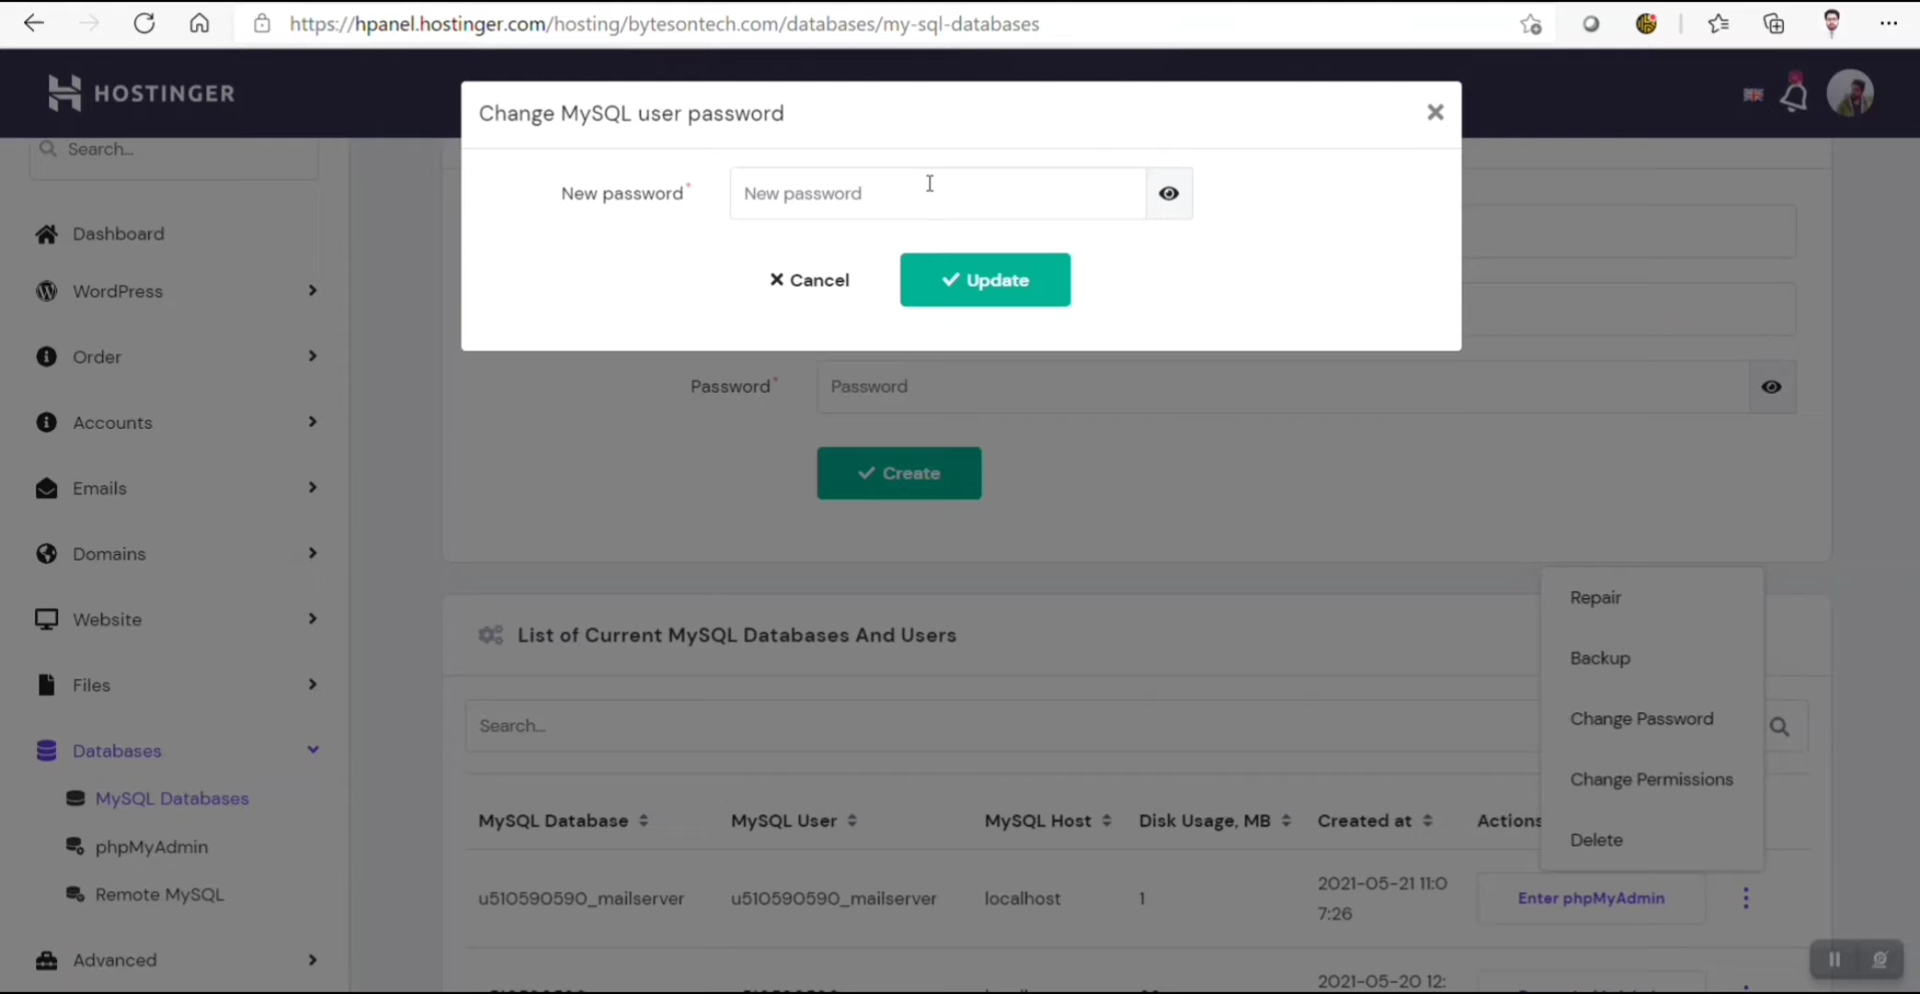 https://hpanel.hostinger.com/hosting/bytesontech.com/databases/my-sql-databases
HOSTINGER
Change MySQL user password
New password*
New password
Cancel
Update
Search...
Dashboard
WordPress
Order
Accounts
Emails
Domains
Website
Files
Databases
MySQL Databases
phpMyAdmin
Remote MySQL
Advanced
Password*
Password
Create
List of Current MySQL Databases And Users
Search...
Repair
Backup
Change Password
Change Permissions
Delete
MySQL Database MySQL User MySQL Host Disk Usage, MB Created at Actions
u510590590_mailserver u510590590_mailserver localhost 1 2021-05-21 11:0
7:26
Enter phpMyAdmin
2021-05-20 12: